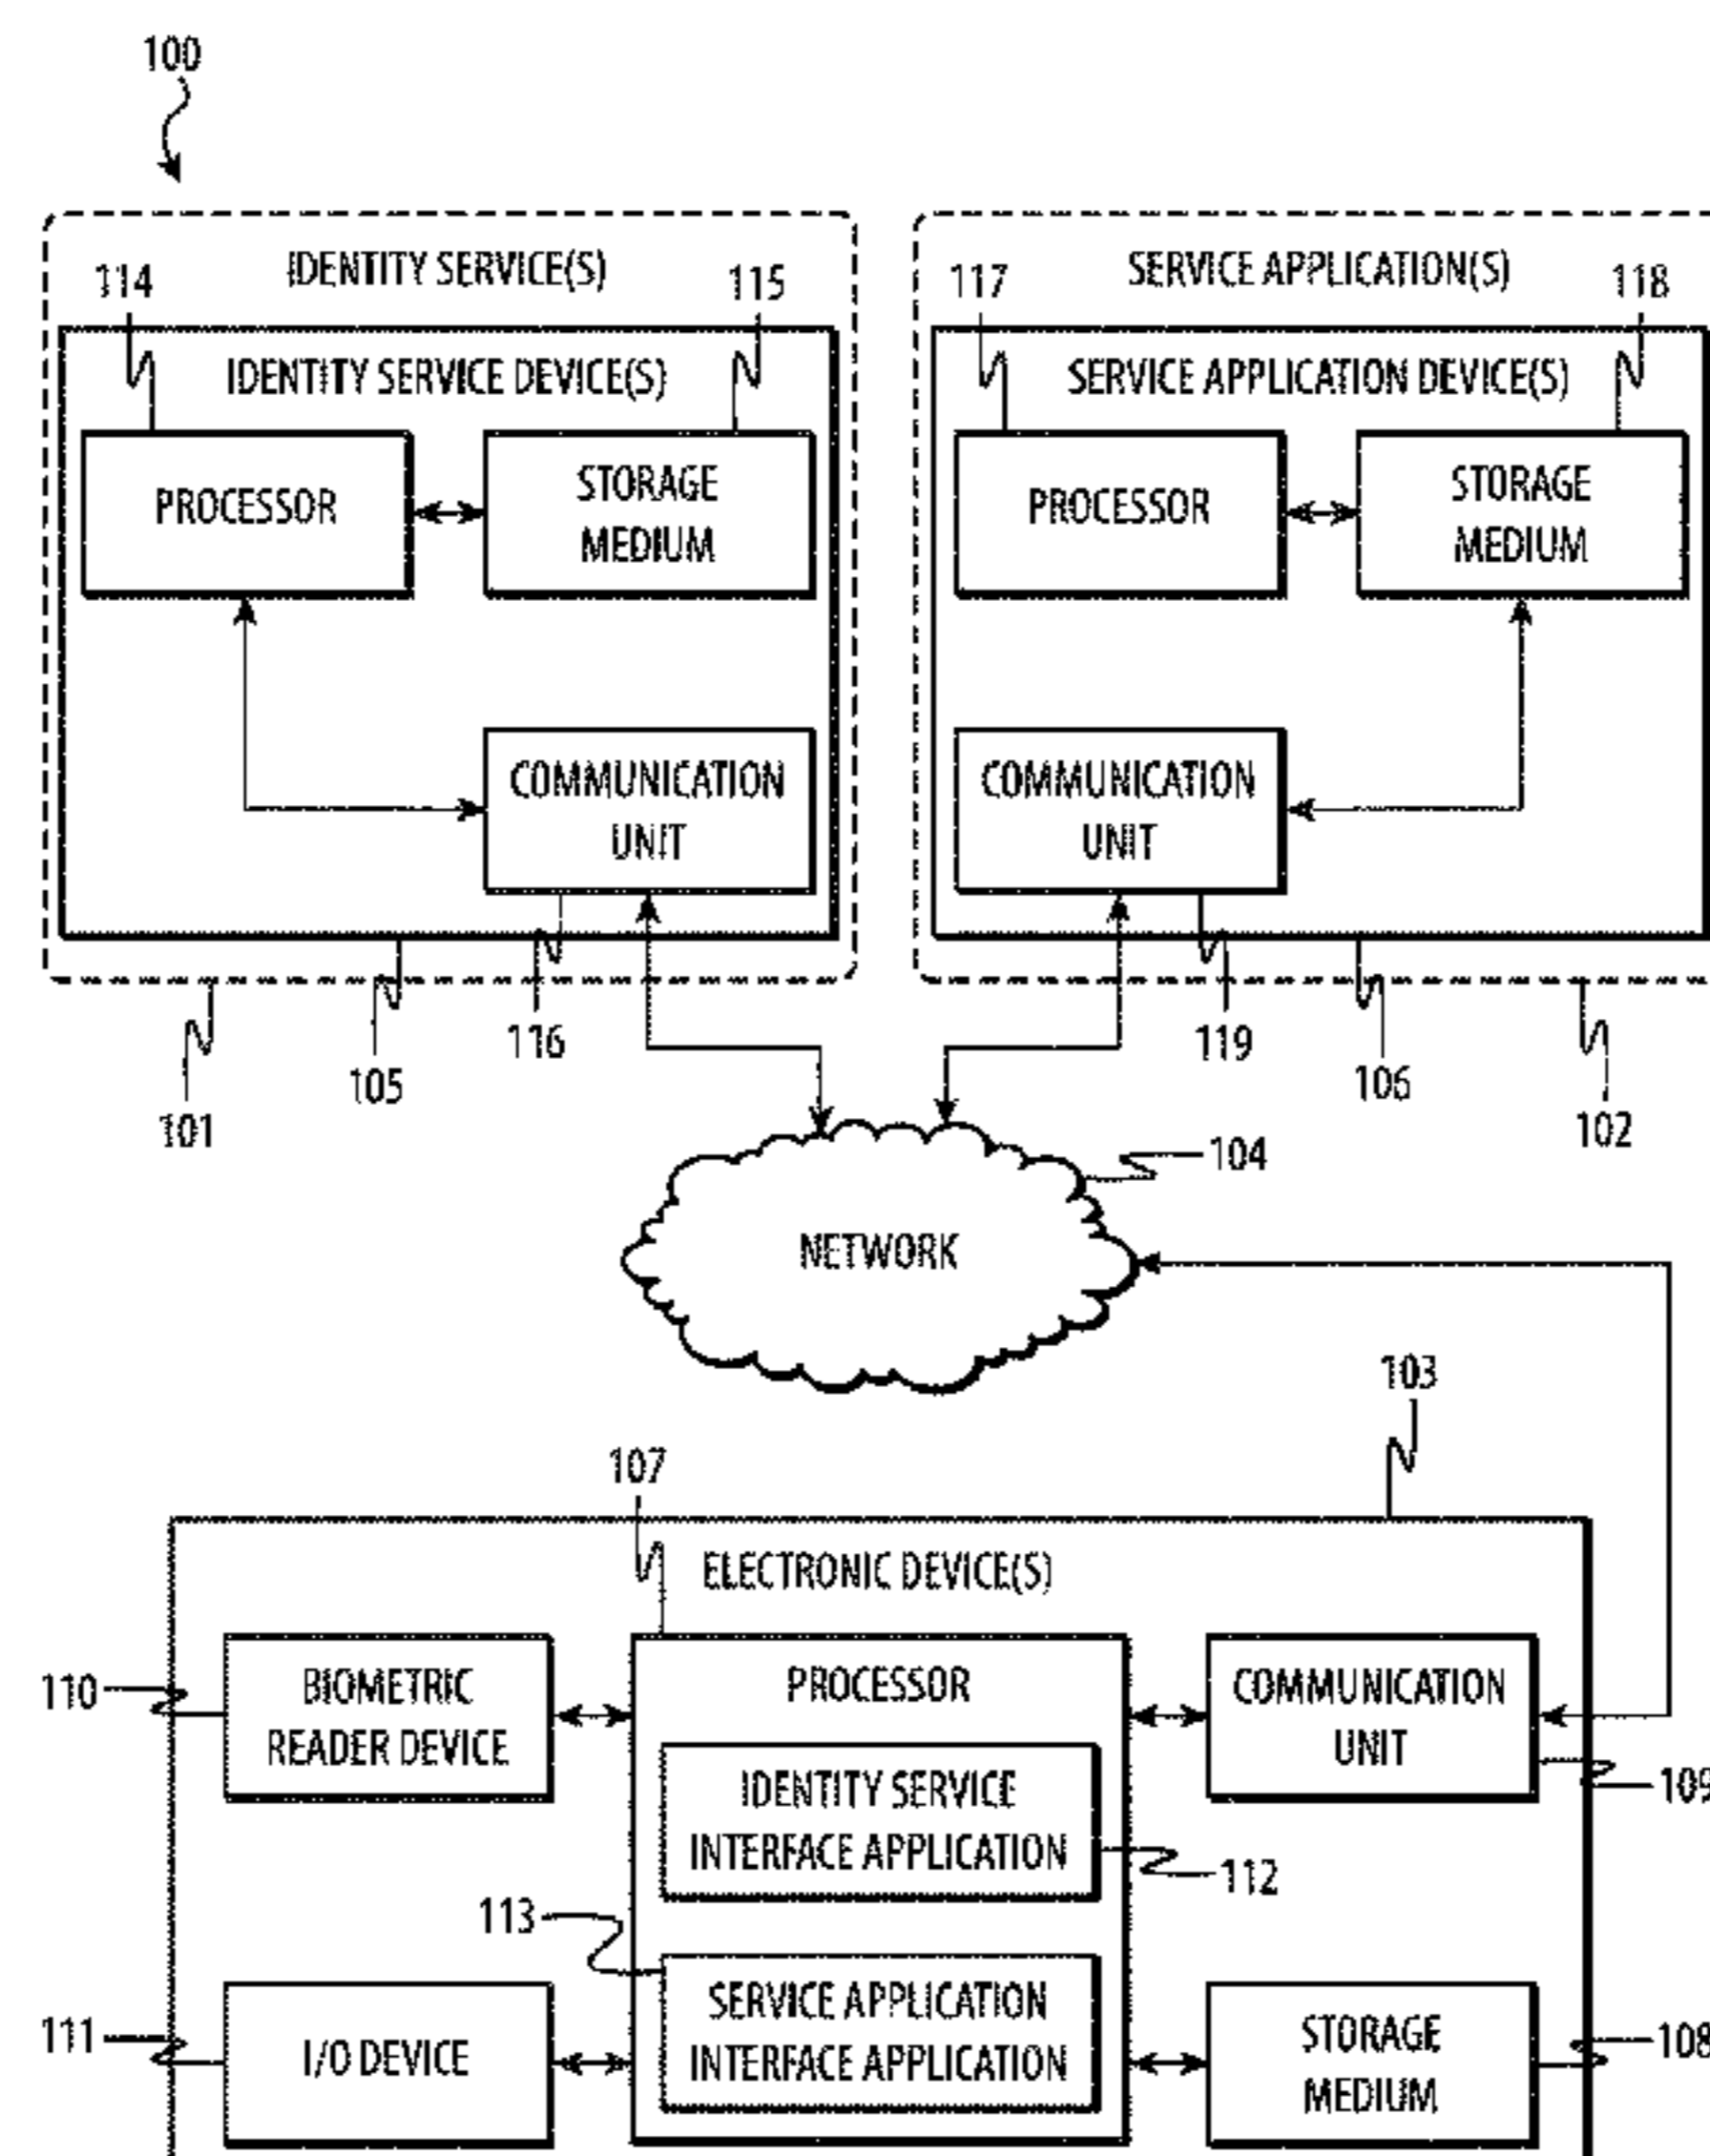 100
IDENTITY SERVICE(S)
114
115
IDENTITY SERVICE DEVICE(S)
PROCESSOR
STORAGE
MEDIUM
COMMUNICATION
UNIT
116
105
101
SERVICE APPLICATION(S)
117
118
SERVICE APPLICATION DEVICE(S)
PROCESSOR
STORAGE
MEDIUM
COMMUNICATION
UNIT
119
106
102
104
NETWORK
103
107
ELECTRONIC DEVICE(S)
110
BIOMETRIC
READER DEVICE
PROCESSOR
IDENTITY SERVICE
INTERFACE APPLICATION
112
COMMUNICATION
UNIT
109
113
SERVICE APPLICATION
INTERFACE APPLICATION
111
I/O DEVICE
STORAGE
MEDIUM
108